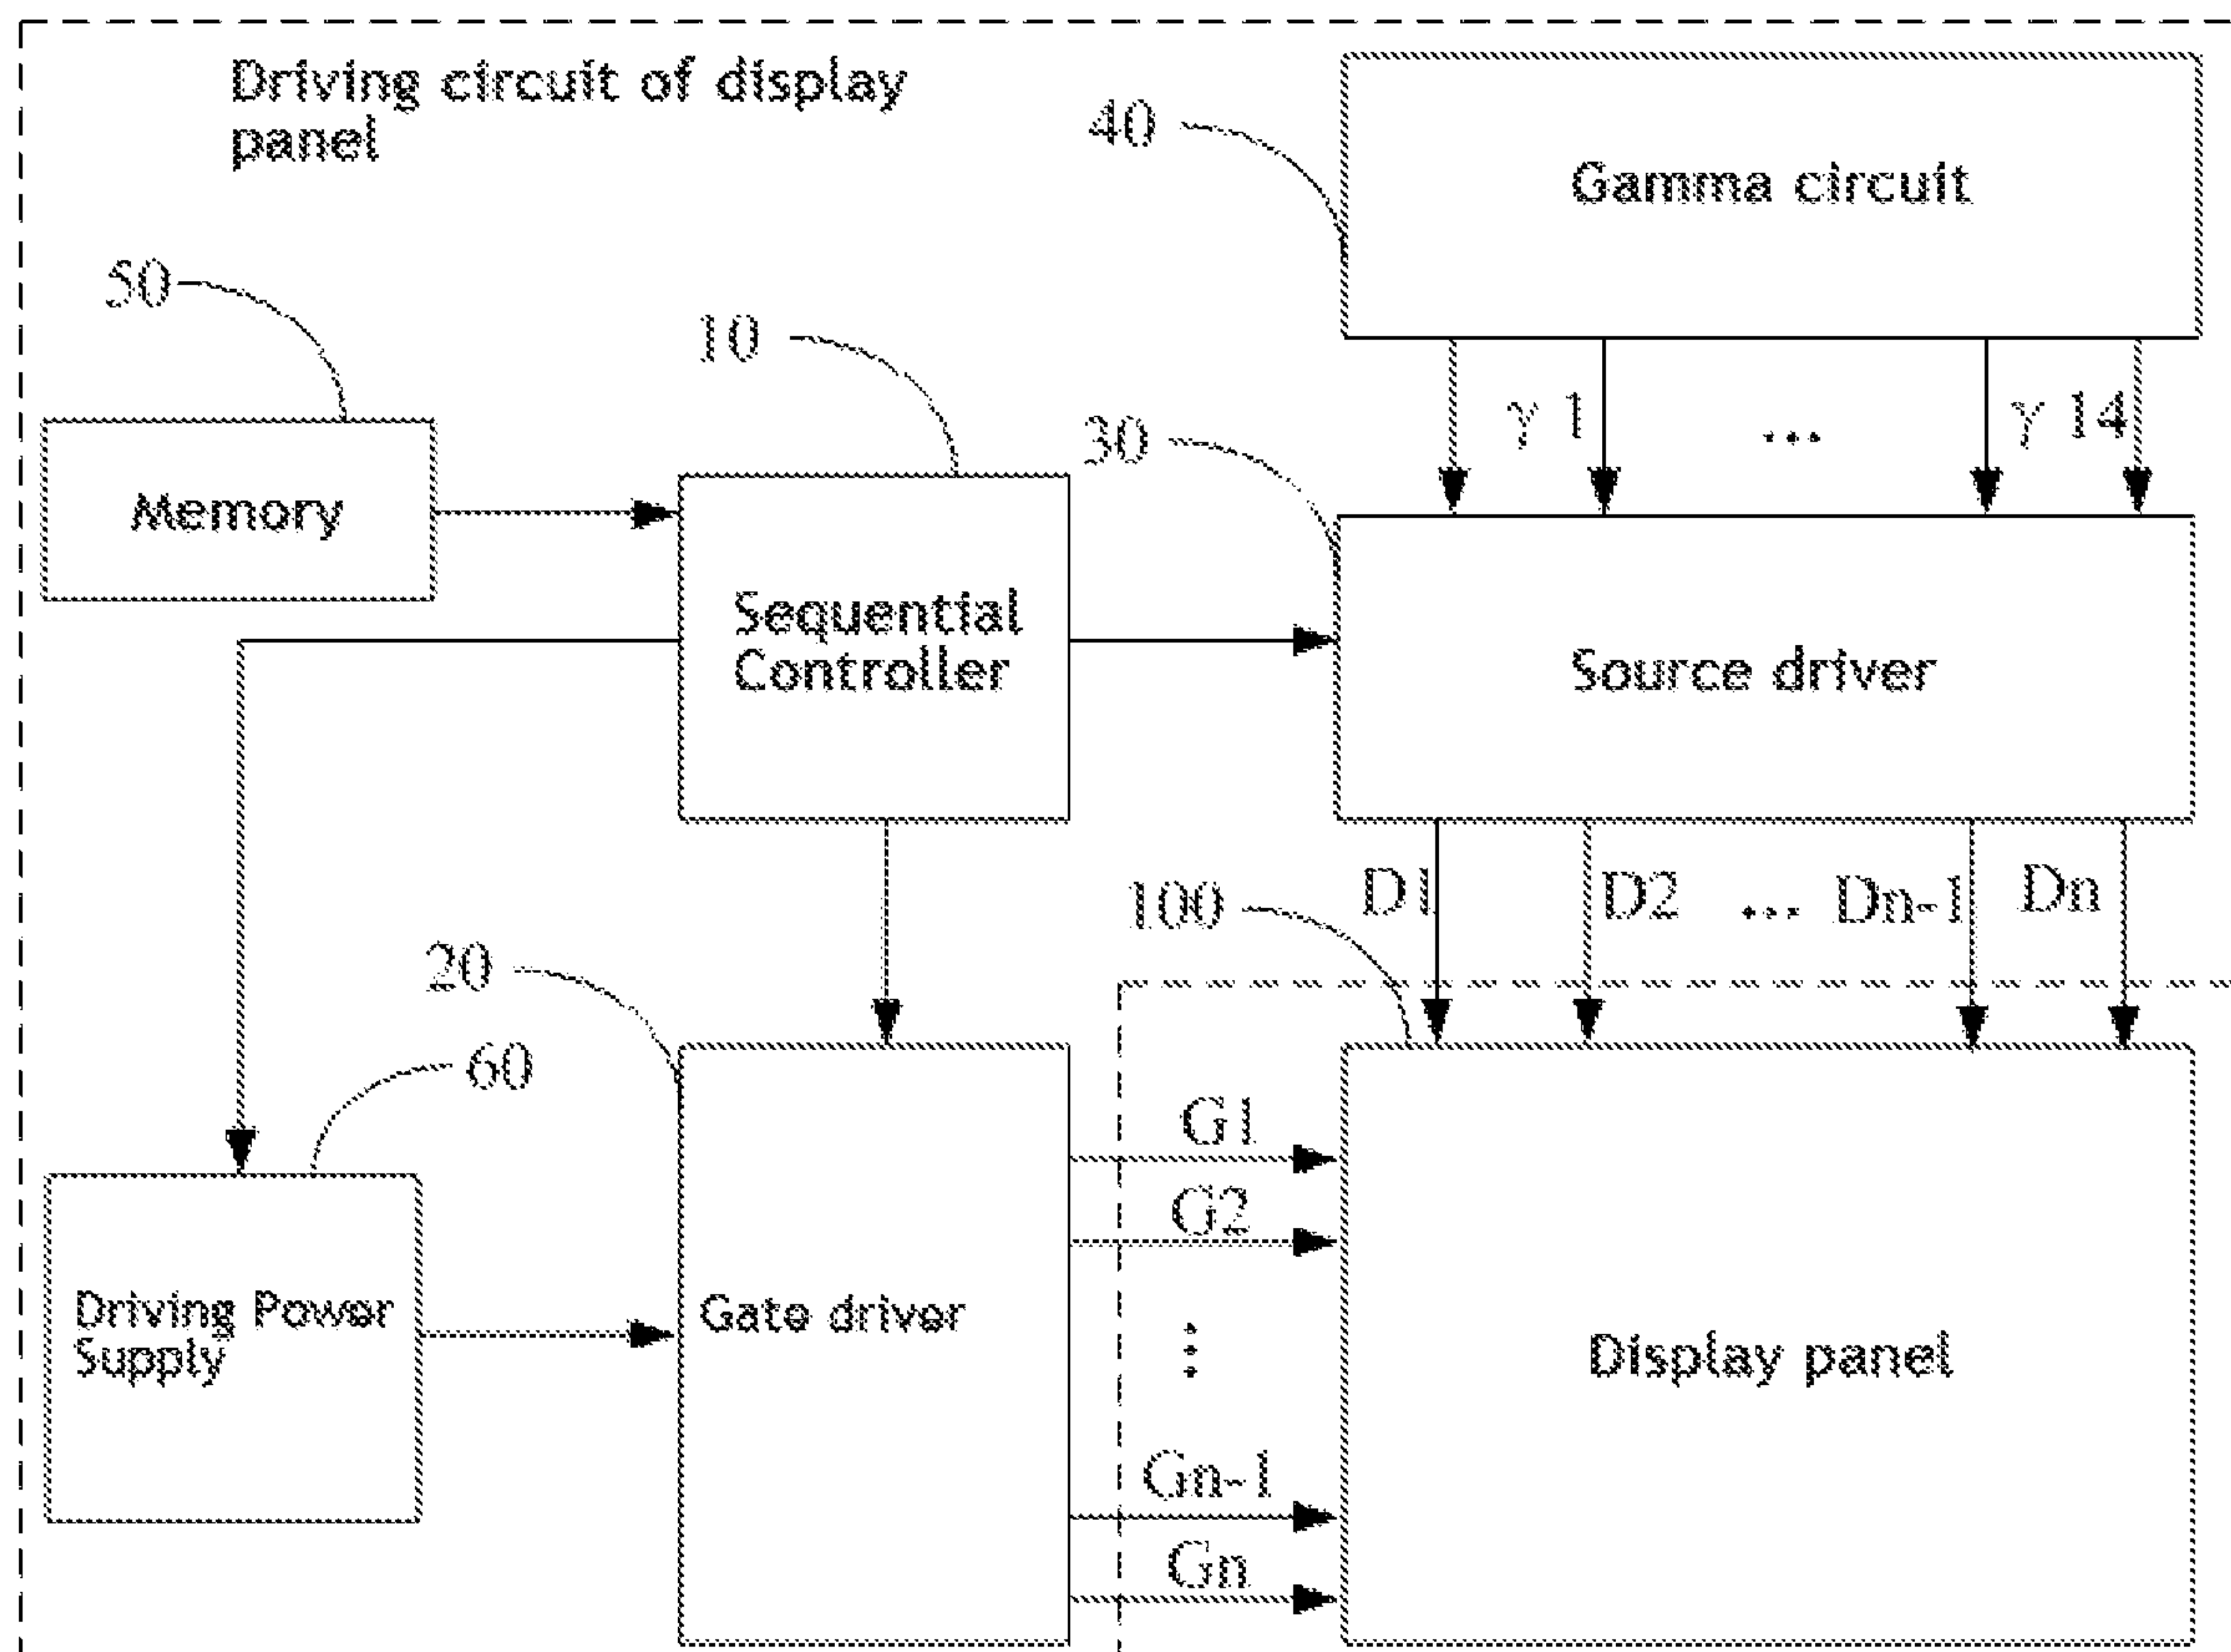 Driving circuit of display
panel
40
Gamma circuit
50
10
γ 1
...
γ 14
30
Memory
Sequential
Controller
Source driver
100
D1
D2
...
Dn-1
Dn
20
60
G1
G2
Driving Power
Supply
Gate driver
⋮
Display panel
Gn-1
Gn